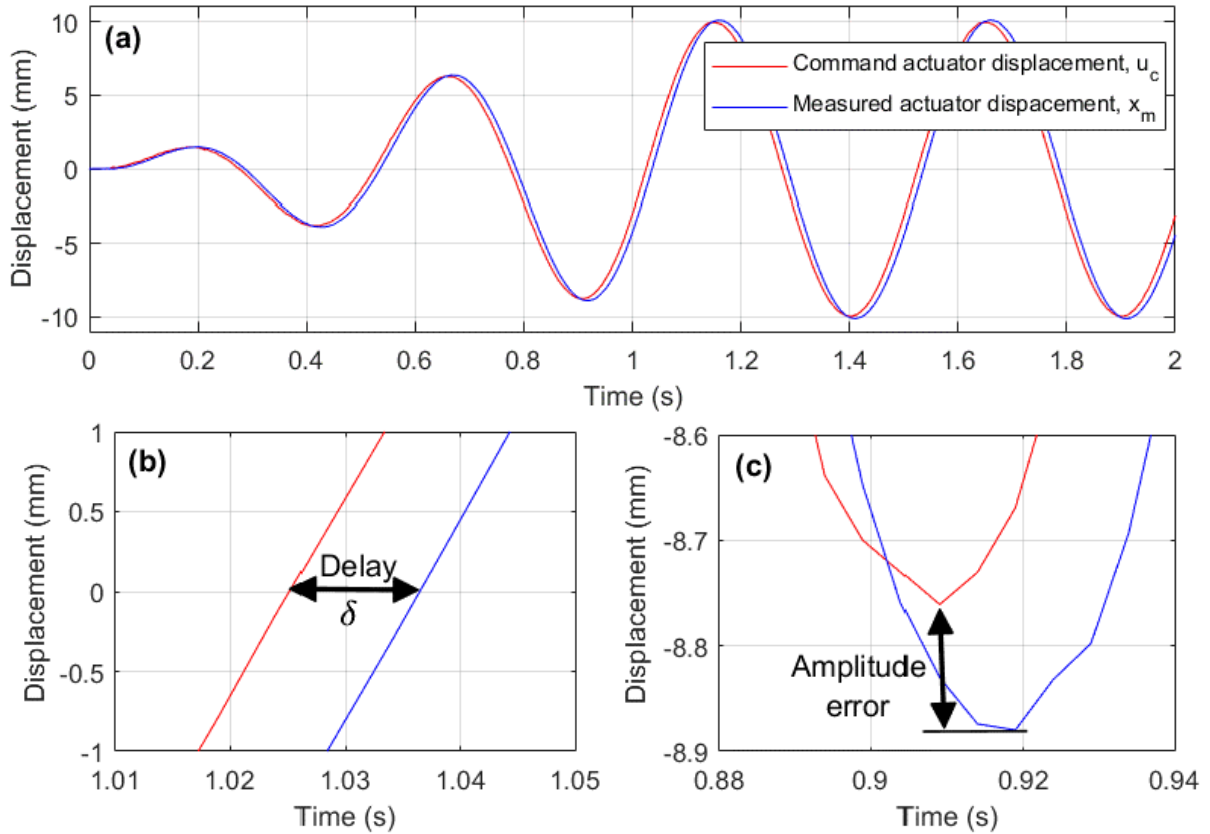 (a)
Displacement (mm)
10
5
0
-5
-10
Command actuator displacement, u_c
Measured actuator dispacement, x_m
0 0.2 0.4 0.6 0.8 1 1.2 1.4 1.6 1.8 2
Time (s)
(b)
Displacement (mm)
1
0.5
0
-0.5
-1
Delay
δ
1.01 1.02 1.03 1.04 1.05
Time (s)
(c)
Displacement (mm)
-8.6
-8.7
-8.8
-8.9
Amplitude
error
0.88 0.9 0.92 0.94
Time (s)